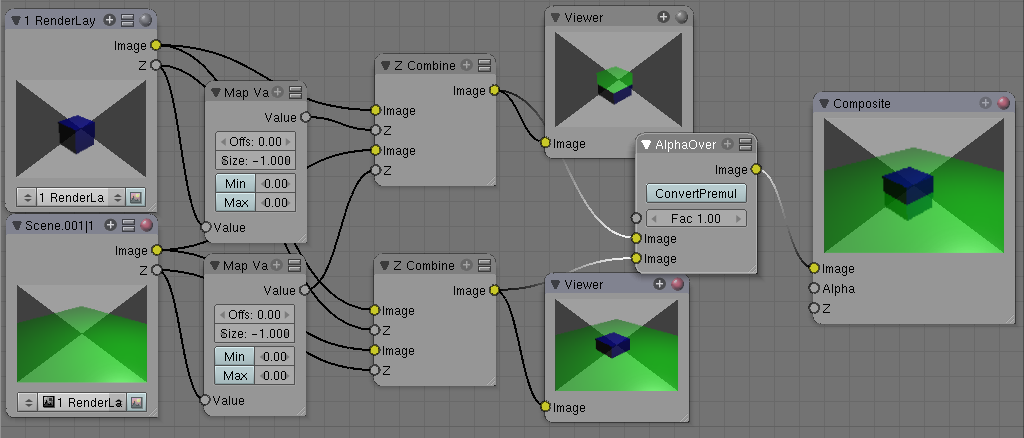 1 RenderLay
Image
Z
1 RenderLa
Scene.001|1
Image
Z
1 RenderLa
Map Va
Value
Offs: 0.00
Size: -1.000
Min 0.00
Max 0.00
Value
Map Va
Value
Offs: 0.00
Size: -1.000
Min 0.00
Max 0.00
Value
Z Combine
Image
Image
Z
Image
Z
Z Combine
Image
Image
Z
Image
Z
Viewer
Image
Viewer
Image
AlphaOver
Image
ConvertPremul
Fac 1.00
Image
Image
Composite
Image
Alpha
Z